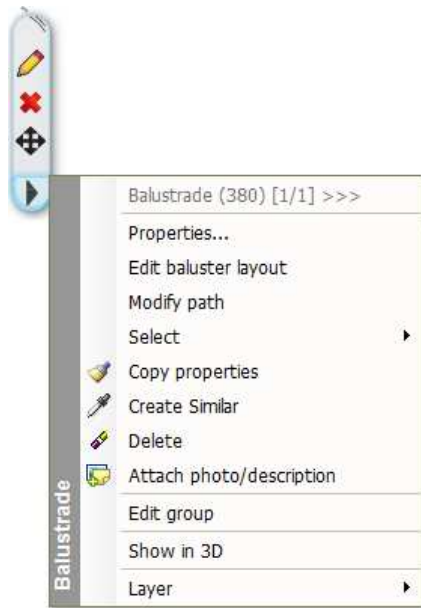 Balustrade (380) [1/1] >>>
Properties...
Edit baluster layout
Modify path
Select
Copy properties
Create Similar
Delete
Attach photo/description
Edit group
Show in 3D
Layer
Balustrade